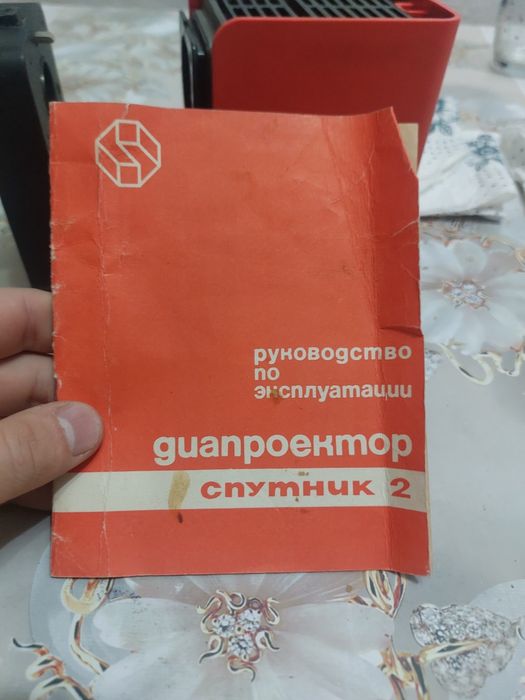 руководство
по
эксплуатации
диапроектор
спутник 2